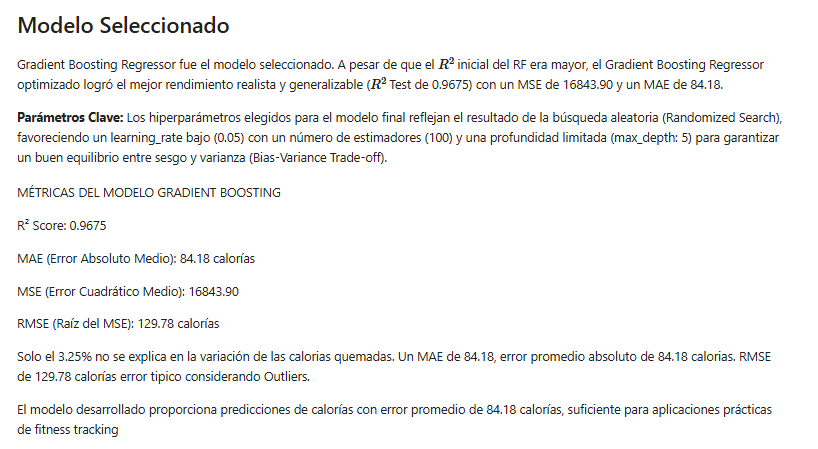 Modelo Seleccionado
Gradient Boosting Regressor fue el modelo seleccionado. A pesar de que el R² inicial del RF era mayor, el Gradient Boosting Regressor
optimizado logró el mejor rendimiento realista y generalizable (R² Test de 0.9675) con un MSE de 16843.90 y un MAE de 84.18.
Parámetros Clave: Los hiperparámetros elegidos para el modelo final reflejan el resultado de la búsqueda aleatoria (Randomized Search),
favoreciendo un learning_rate bajo (0.05) con un número de estimadores (100) y una profundidad limitada (max_depth: 5) para garantizar
un buen equilibrio entre sesgo y varianza (Bias-Variance Trade-off).
MÉTRICAS DEL MODELO GRADIENT BOOSTING
R² Score: 0.9675
MAE (Error Absoluto Medio): 84.18 calorías
MSE (Error Cuadrático Medio): 16843.90
RMSE (Raíz del MSE): 129.78 calorías
Solo el 3.25% no se explica en la variación de las calorias quemadas. Un MAE de 84.18, error promedio absoluto de 84.18 calorias. RMSE
de 129.78 calorías error tipico considerando Outliers.
El modelo desarrollado proporciona predicciones de calorías con error promedio de 84.18 calorías, suficiente para aplicaciones prácticas
de fitness tracking